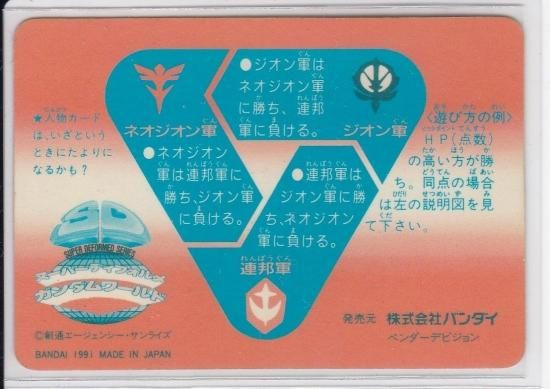 ★人物カード
は、いざという
ときにたよりに
なるかも？
ネオジオン軍
●ジオン軍は
ネオジオン軍
に勝ち、連邦
軍に負ける。
ジオン軍
●ネオジオン
軍は連邦軍に
勝ち、ジオン軍
に負ける。
●連邦軍は
ジオン軍に勝
ち、ネオジオン
軍に負ける。
連邦軍
〈遊び方の例〉
HP(点数)
の高い方が勝
ち。同点の場合
は左の説明図を見
て下さい。
SUPER DEFORMED SERIES
スーパーディフォルメ
ガンダムワールド
©創通エージェンシー・サンライズ
BANDAI 1991 MADE IN JAPAN
発売元 株式会社バンダイ
ベンダーデビジョン